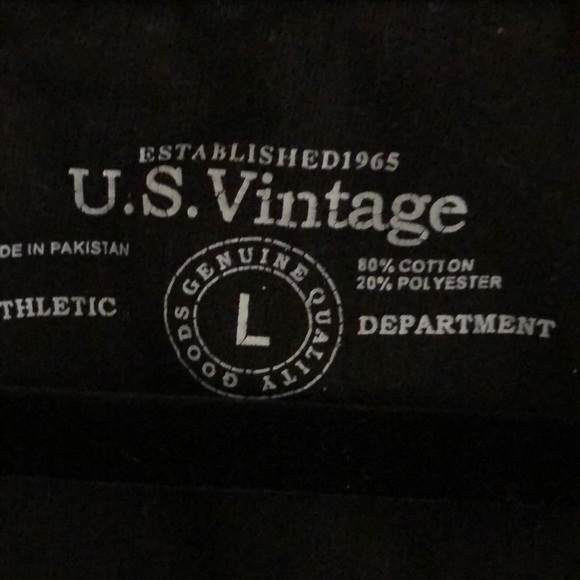 ESTABLISHED1965
U.S.Vintage
DE IN PAKISTAN
80% COTTON
20% POLYESTER
THLETIC
GENUINE QUALITY GOODS
L
DEPARTMENT